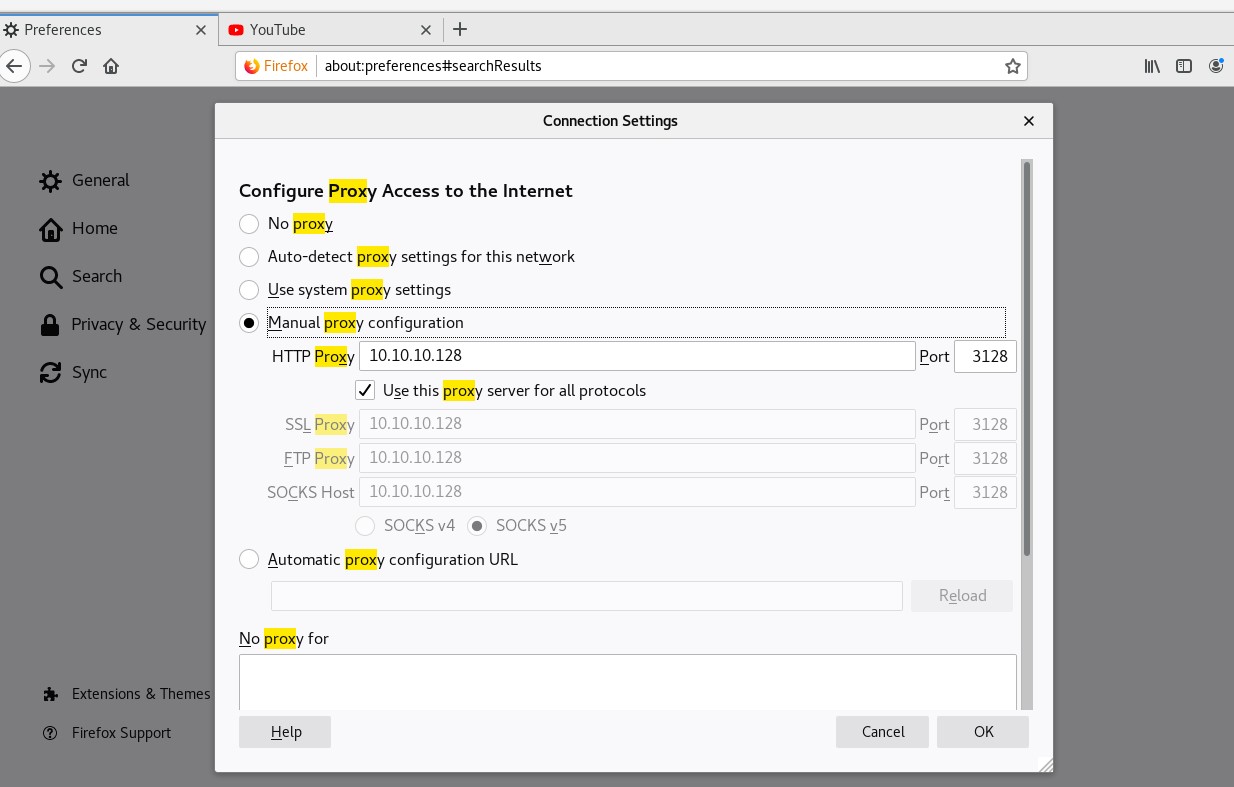 Preferences
YouTube
Firefox about:preferences#searchResults
Connection Settings
General
Home
Search
Privacy & Security
Sync
Extensions & Themes
Firefox Support
Configure Proxy Access to the Internet
No proxy
Auto-detect proxy settings for this network
Use system proxy settings
Manual proxy configuration
HTTP Proxy 10.10.10.128 Port 3128
Use this proxy server for all protocols
SSL Proxy 10.10.10.128 Port 3128
FTP Proxy 10.10.10.128 Port 3128
SOCKS Host 10.10.10.128 Port 3128
SOCKS v4 SOCKS v5
Automatic proxy configuration URL
Reload
No proxy for
Help Cancel OK